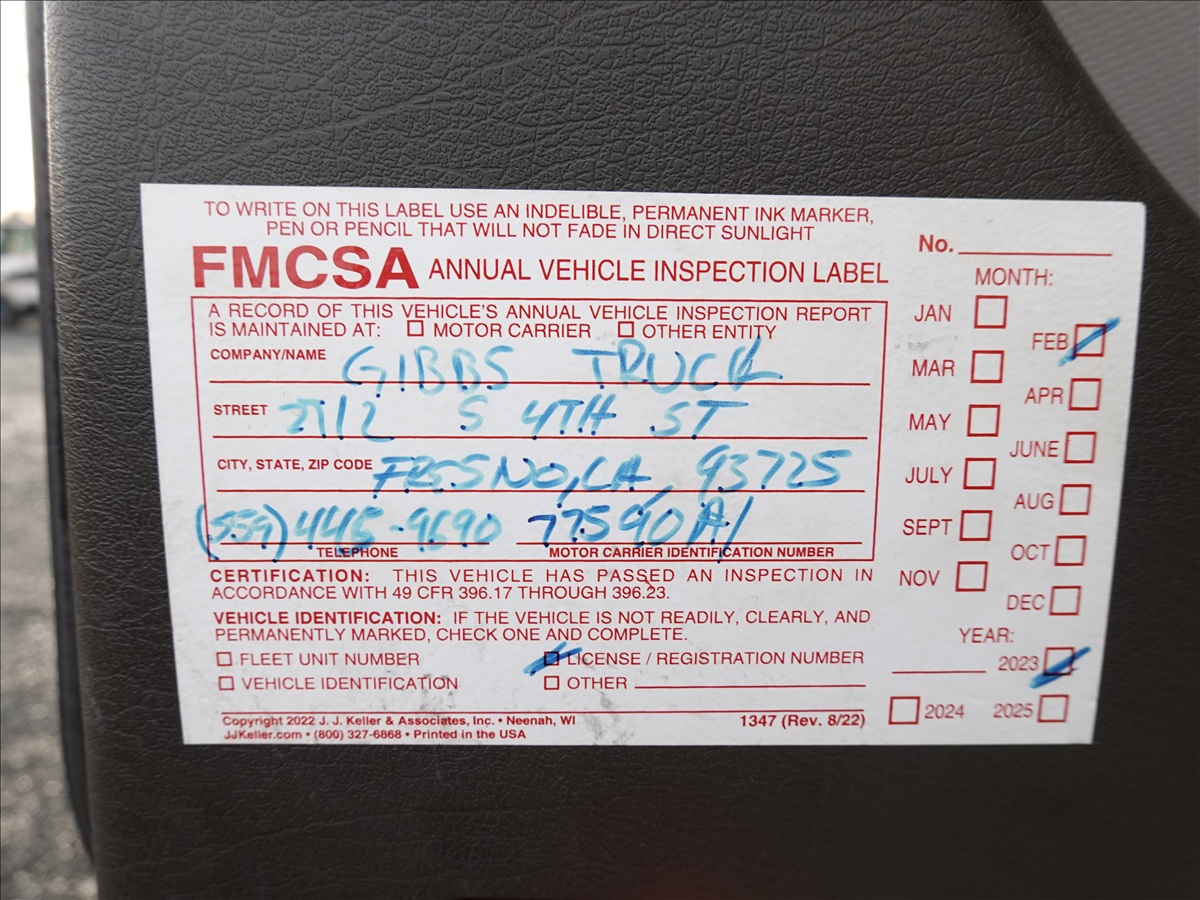 TO WRITE ON THIS LABEL USE AN INDELIBLE, PERMANENT INK MARKER,
PEN OR PENCIL THAT WILL NOT FADE IN DIRECT SUNLIGHT
FMCSA ANNUAL VEHICLE INSPECTION LABEL
A RECORD OF THIS VEHICLE'S ANNUAL VEHICLE INSPECTION REPORT
IS MAINTAINED AT: MOTOR CARRIER OTHER ENTITY
COMPANY/NAME GIBBS TRUCK
STREET S 4TH ST
CITY, STATE, ZIP CODE FRESNO, CA, 93725
(559) 445-9690 77590A1
TELEPHONE MOTOR CARRIER IDENTIFICATION NUMBER
CERTIFICATION: THIS VEHICLE HAS PASSED AN INSPECTION IN
ACCORDANCE WITH 49 CFR 396.17 THROUGH 396.23.
VEHICLE IDENTIFICATION: IF THE VEHICLE IS NOT READILY, CLEARLY, AND
PERMANENTLY MARKED, CHECK ONE AND COMPLETE.
FLEET UNIT NUMBER LICENSE / REGISTRATION NUMBER
VEHICLE IDENTIFICATION OTHER
Copyright 2022 J. J. Keller & Associates, Inc. • Neenah, WI 1347 (Rev. 8/22)
JJKeller.com • (800) 327-6868 • Printed in the USA
No.
MONTH:
JAN
FEB
MAR
APR
MAY
JUNE
JULY
AUG
SEPT
OCT
NOV
DEC
YEAR:
2023
2024 2025